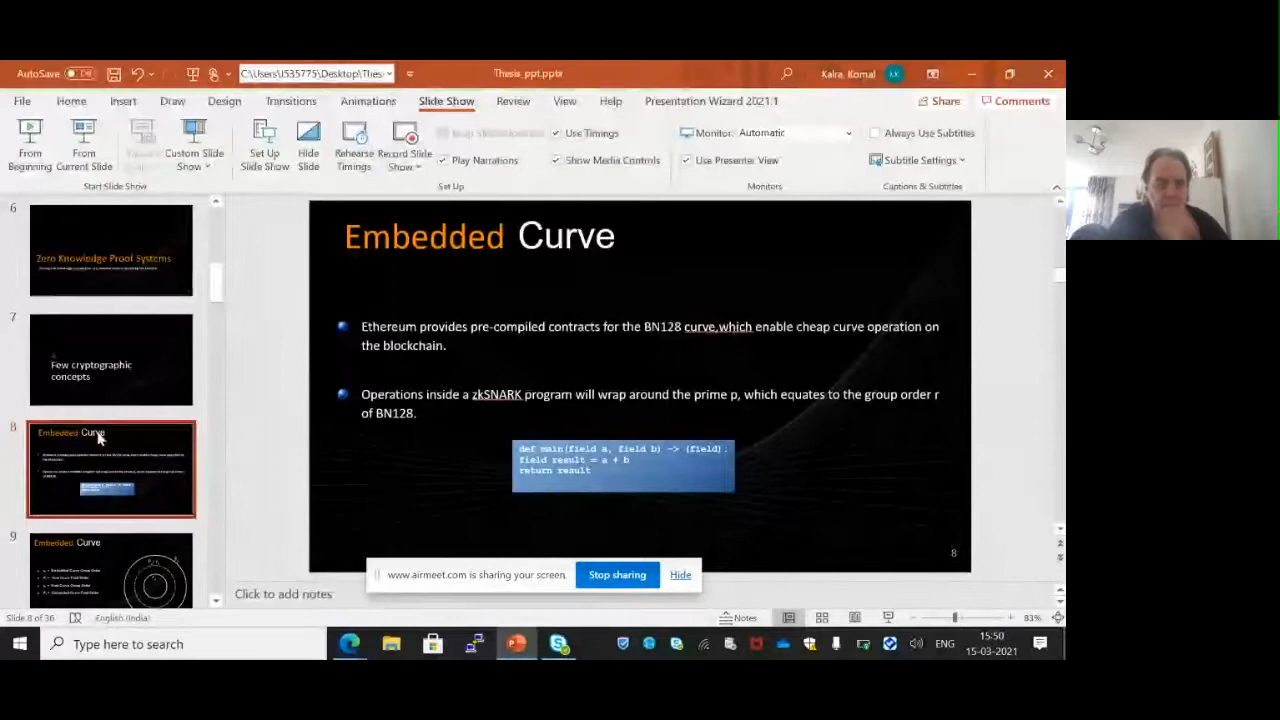 AutoSave Off
C:\Users\I535775\Desktop\Thes
Thesis_ppt.pptx
Kalra, Komal
File Home Insert Draw Design Transitions Animations Slide Show Review View Help Presentation Wizard 2021.1
Share Comments
From Beginning
From Current Slide
Custom Slide Show
Set Up Slide Show
Hide Slide
Rehearse Timings
Record Slide Show
Use Timings
Play Narrations
Show Media Controls
Monitor: Automatic
Use Presenter View
Always Use Subtitles
Subtitle Settings
Start Slide Show
Set Up
Monitors
Captions & Subtitles
6
Zero Knowledge Proof Systems
7
Few cryptographic
concepts
8
Embedded Curve
9
Embedded Curve
Embedded Curve
Ethereum provides pre-compiled contracts for the BN128 curve,which enable cheap curve operation on
the blockchain.
Operations inside a zkSNARK program will wrap around the prime p, which equates to the group order r
of BN128.
def main(field a, field b) -> (field):
field result = a + b
return result
8
www.airmeet.com is sharing your screen.
Stop sharing
Hide
Click to add notes
Slide 8 of 36
English (India)
Notes
83%
Type here to search
ENG
15:50
15-03-2021